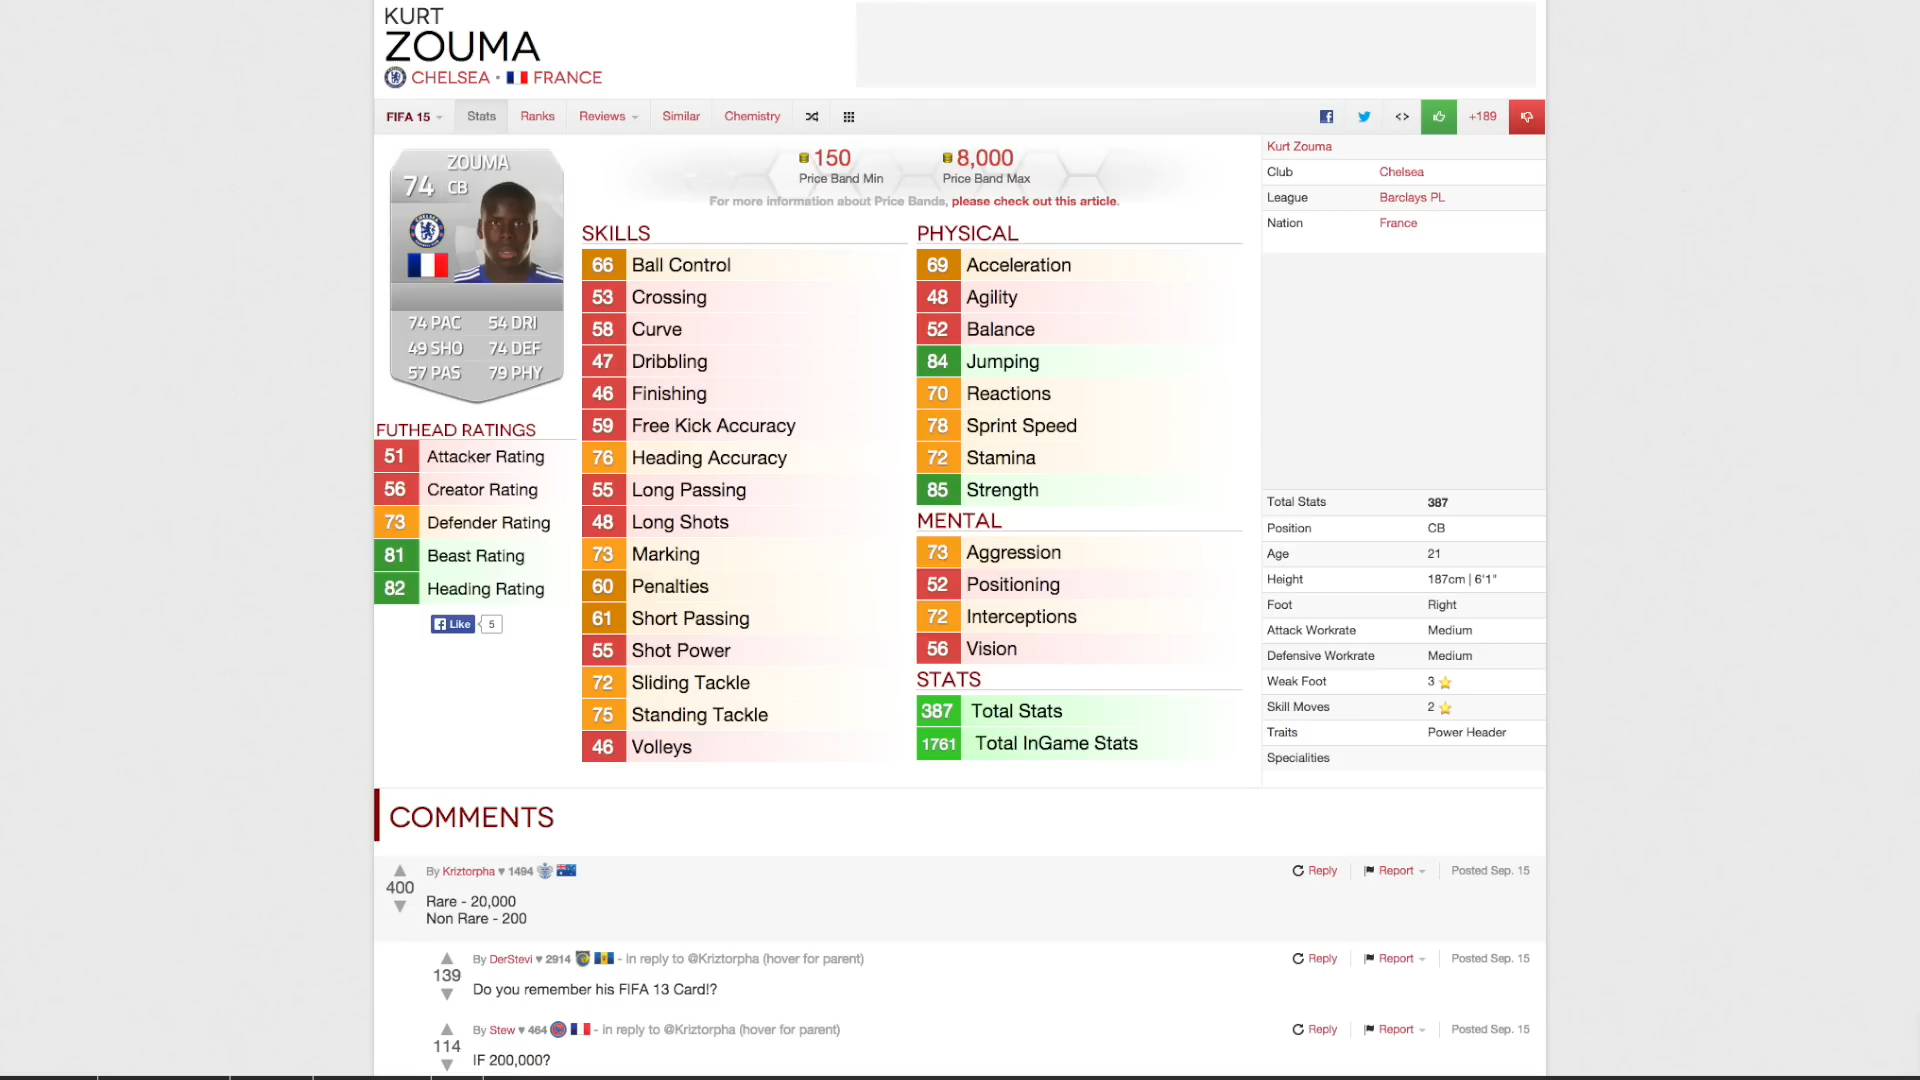 KURT
ZOUMA
CHELSEA • FRANCE
FIFA 15 Stats Ranks Reviews Similar Chemistry +189
ZOUMA
74 CB
74 PAC 54 DRI
49 SHO 74 DEF
57 PAS 79 PHY
FUTHEAD RATINGS
51 Attacker Rating
56 Creator Rating
73 Defender Rating
81 Beast Rating
82 Heading Rating
Like 5
150 8,000
Price Band Min Price Band Max
For more information about Price Bands, please check out this article.
SKILLS
66 Ball Control
53 Crossing
58 Curve
47 Dribbling
46 Finishing
59 Free Kick Accuracy
76 Heading Accuracy
55 Long Passing
48 Long Shots
73 Marking
60 Penalties
61 Short Passing
55 Shot Power
72 Sliding Tackle
75 Standing Tackle
46 Volleys
PHYSICAL
69 Acceleration
48 Agility
52 Balance
84 Jumping
70 Reactions
78 Sprint Speed
72 Stamina
85 Strength
MENTAL
73 Aggression
52 Positioning
72 Interceptions
56 Vision
STATS
387 Total Stats
1761 Total InGame Stats
Kurt Zouma
Club Chelsea
League Barclays PL
Nation France
Total Stats 387
Position CB
Age 21
Height 187cm | 6'1"
Foot Right
Attack Workrate Medium
Defensive Workrate Medium
Weak Foot 3
Skill Moves 2
Traits Power Header
Specialities
COMMENTS
400 By Kriztorpha ♥ 1494 Reply Report Posted Sep. 15
Rare - 20,000
Non Rare - 200
139 By DerStevi ♥ 2914 - in reply to @Kriztorpha (hover for parent) Reply Report Posted Sep. 15
Do you remember his FIFA 13 Card!?
114 By Stew ♥ 464 - in reply to @Kriztorpha (hover for parent) Reply Report Posted Sep. 15
IF 200,000?